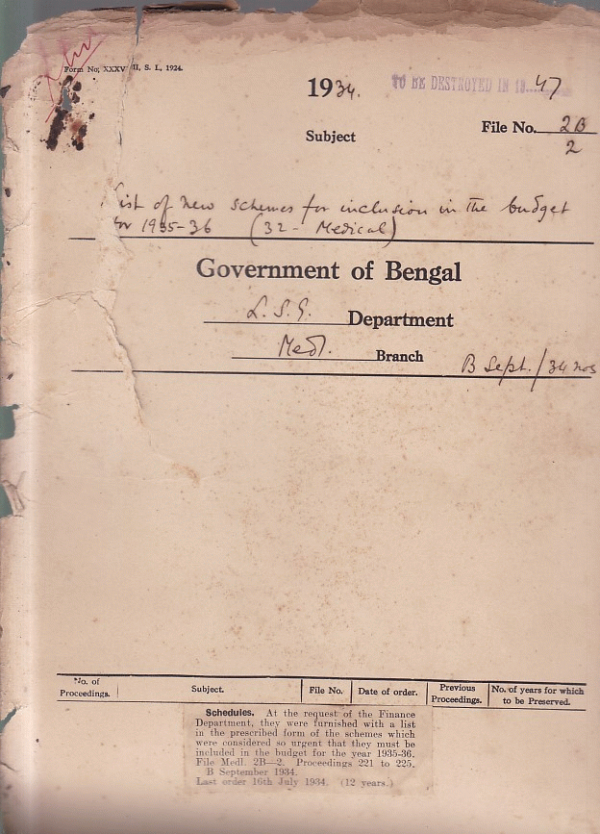 Form No. XXXV II, S. I., 1924.
1934.
TO BE DESTROYED IN 19...47
Subject
File No. 2B
2
List of new schemes for inclusion in the budget
for 1935-36 (32 - Medical)
Government of Bengal
L. S. G. Department
Medl. Branch
B Sept./34 nos
No. of Proceedings. Subject. File No. Date of order. Previous Proceedings. No. of years for which to be Preserved.
Schedules. At the request of the Finance
Department, they were furnished with a list
in the prescribed form of the schemes which
were considered so urgent that they must be
included in the budget for the year 1935-36.
File Medl. 2B—2. Proceedings 221 to 225.
B September 1934.
Last order 16th July 1934. (12 years.)